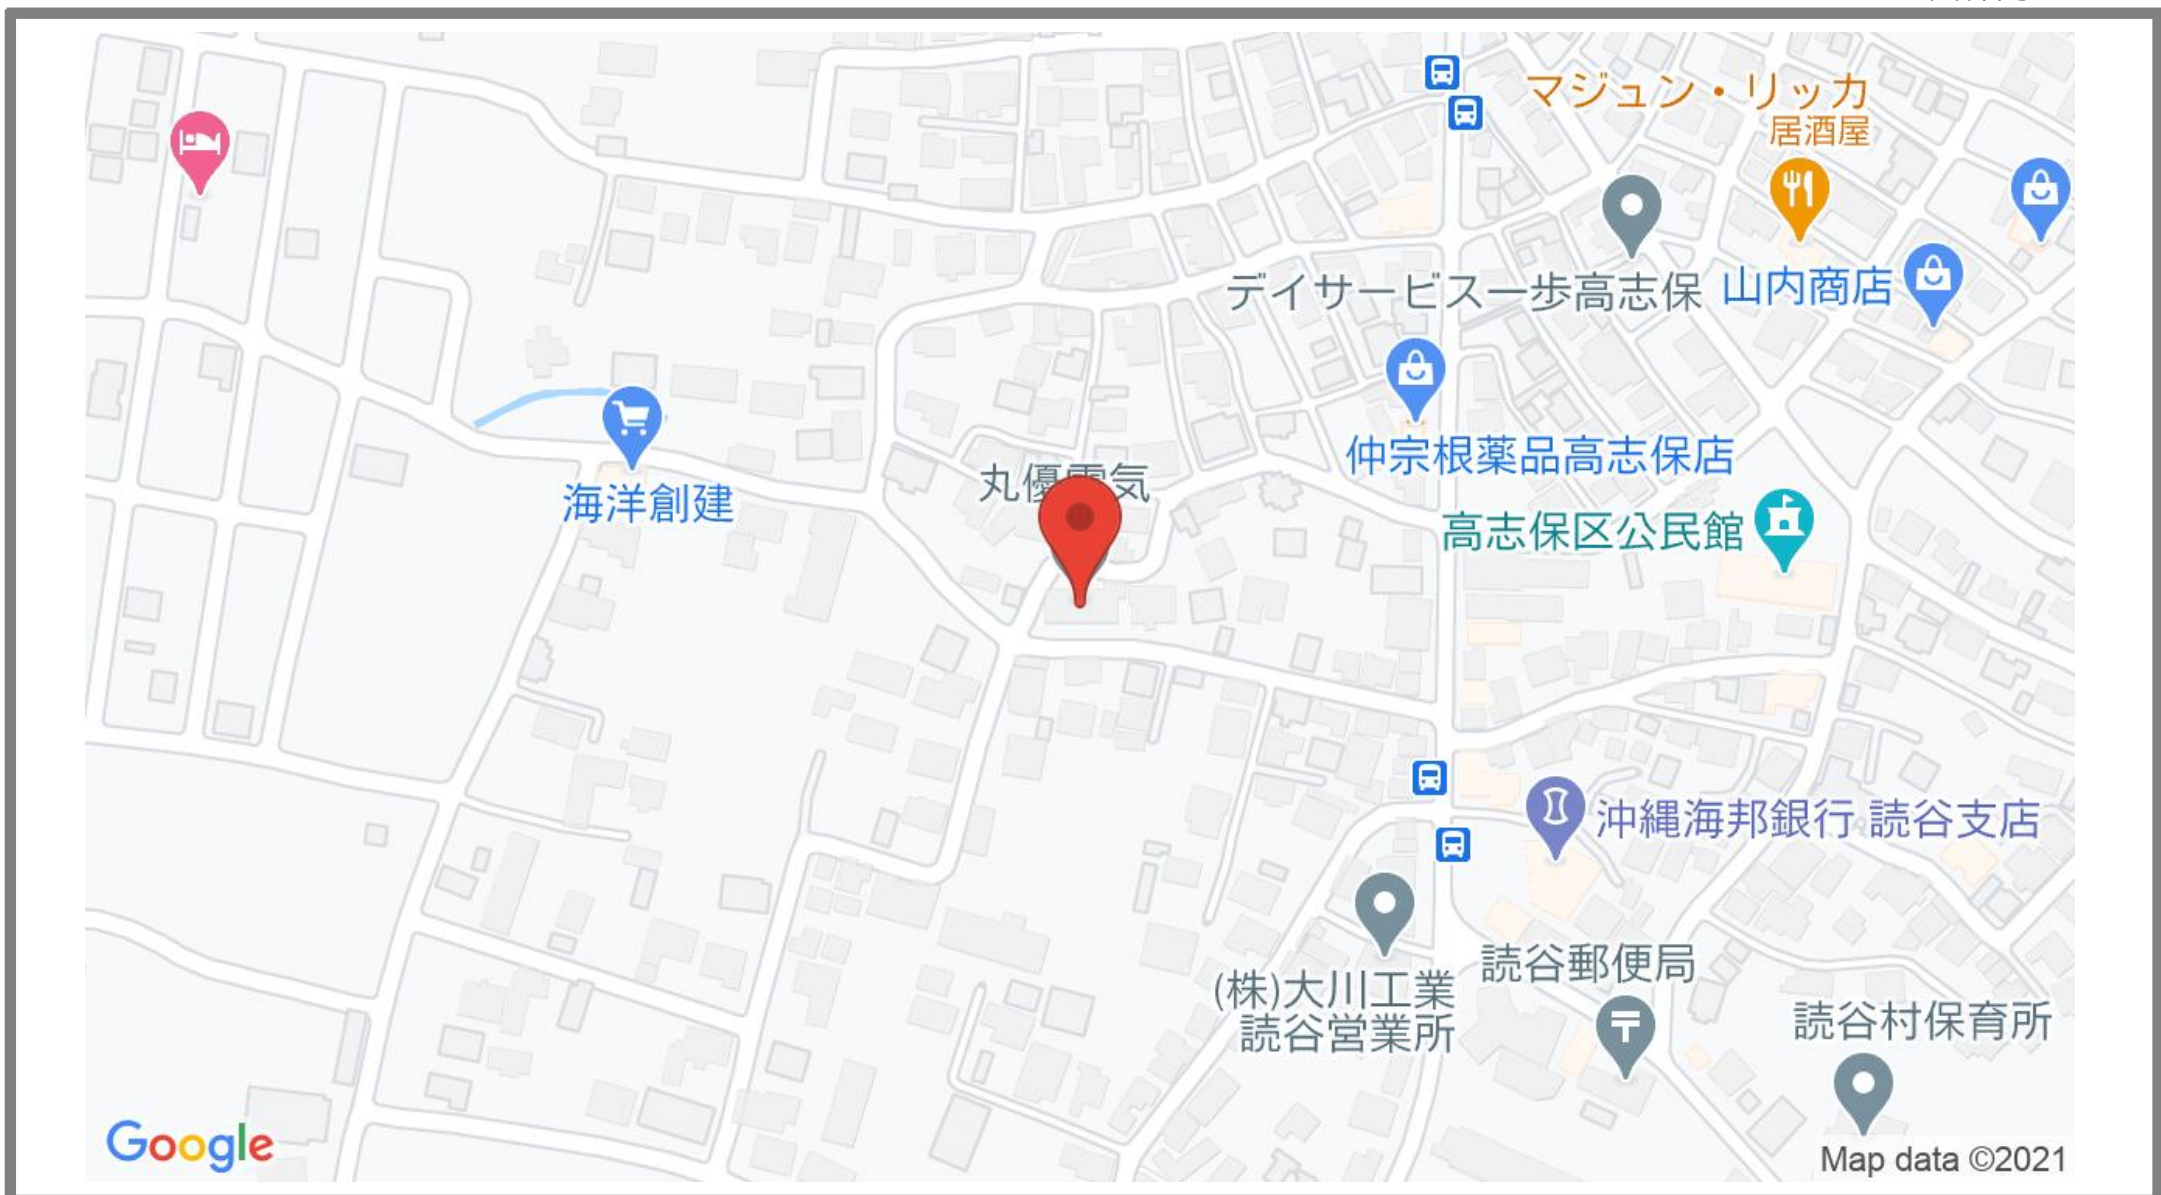 マジュン・リッカ
居酒屋
デイサービス一歩高志保
山内商店
仲宗根薬品高志保店
丸優電気
海洋創建
高志保区公民館
沖縄海邦銀行 読谷支店
(株)大川工業
読谷営業所
読谷郵便局
読谷村保育所
Google
Map data ©2021